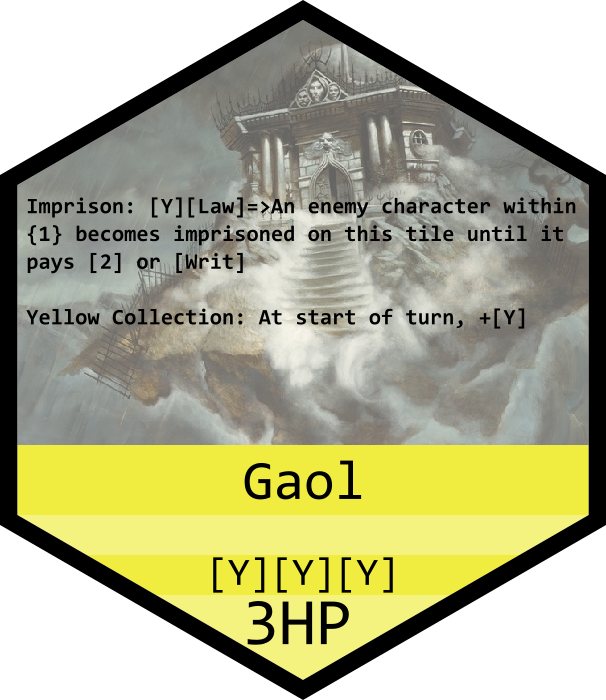 Imprison: [Y][Law]=>An enemy character within
{1} becomes imprisoned on this tile until it
pays [2] or [Writ]
Yellow Collection: At start of turn, +[Y]
Gaol
[Y][Y][Y]
3HP